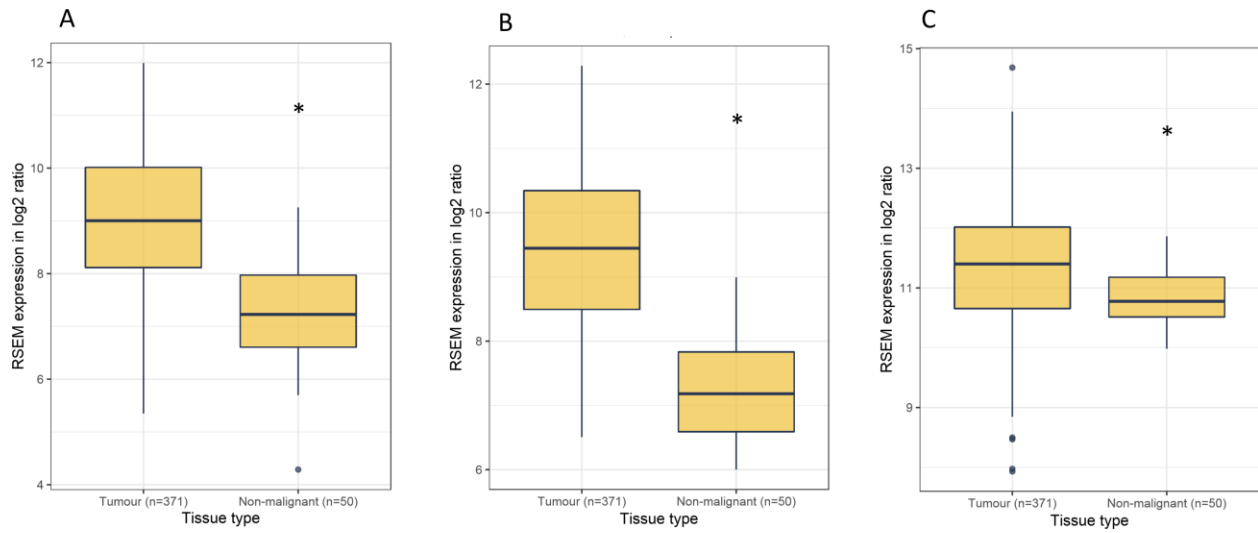 A
RSEM expression in log2 ratio
12
10
8
6
4
*
Tumour (n=371)
Non-malignant (n=50)
Tissue type
B
RSEM expression in log2 ratio
12
10
8
6
*
Tumour (n=371)
Non-malignant (n=50)
Tissue type
C
RSEM expression in log2 ratio
15
13
11
9
*
Tumour (n=371)
Non-malignant (n=50)
Tissue type